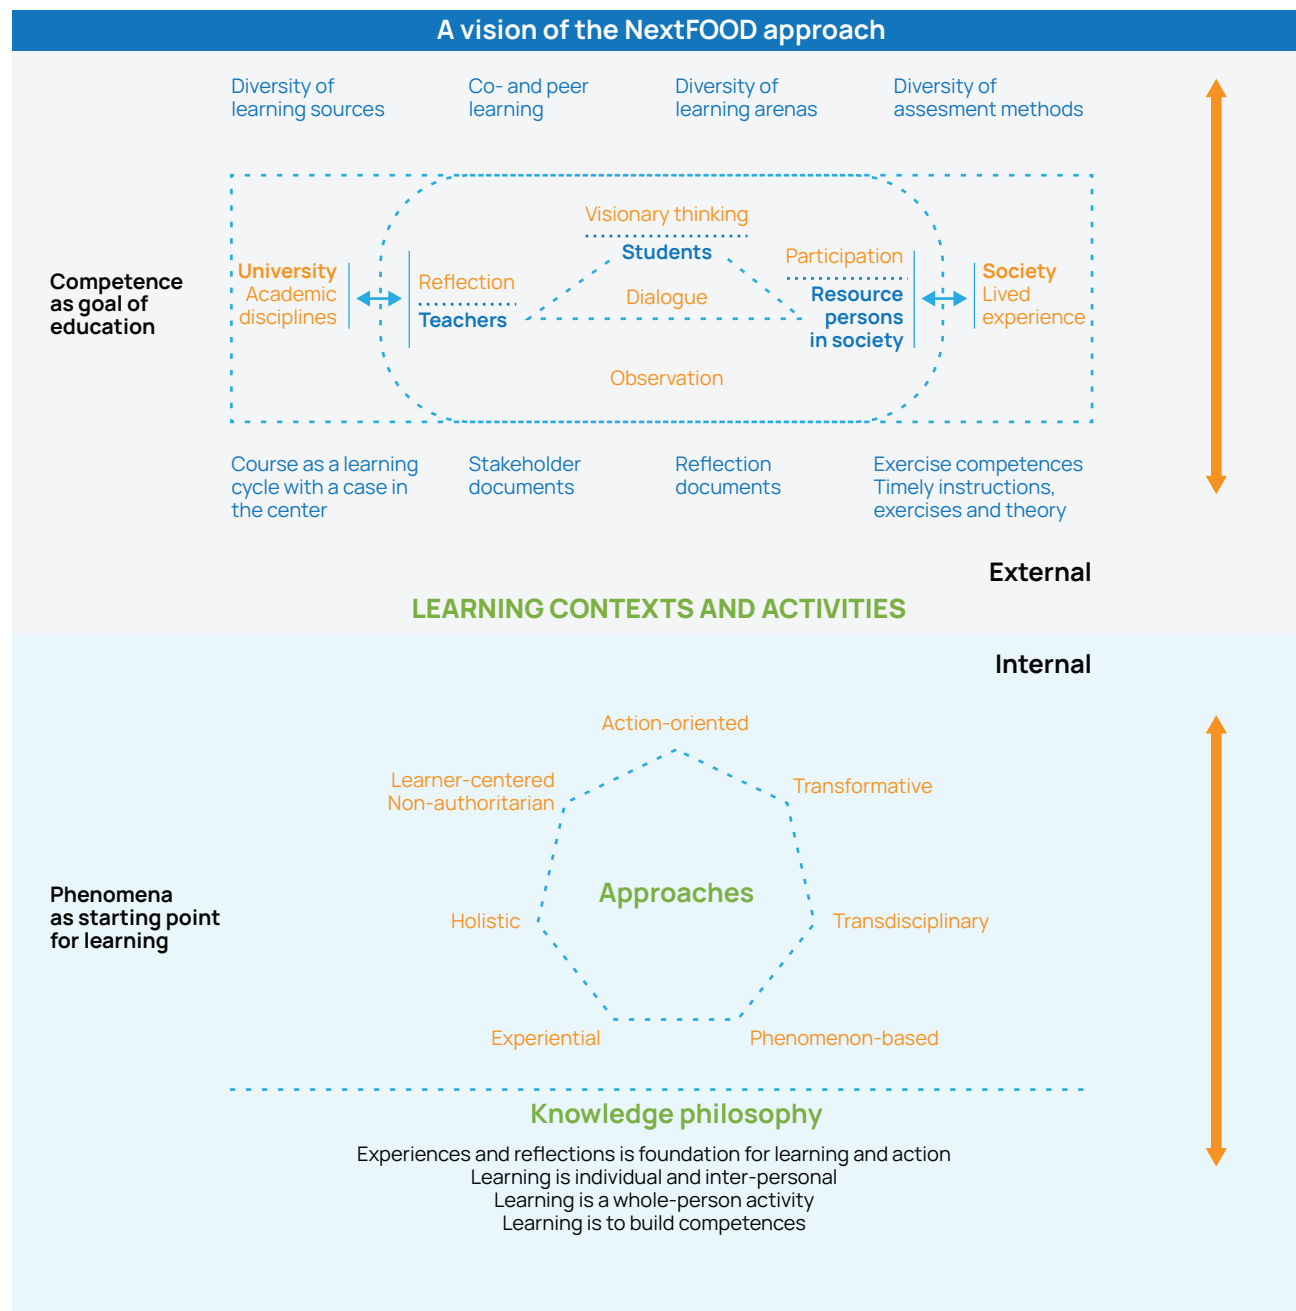 A vision of the NextFOOD approach
Diversity of
learning sources
Co- and peer
learning
Diversity of
learning arenas
Diversity of
assesment methods
Competence
as goal of
education
University
Academic
disciplines
Reflection
Teachers
Visionary thinking
Students
Dialogue
Observation
Participation
Resource
persons
in society
Society
Lived
experience
Course as a learning
cycle with a case in
the center
Stakeholder
documents
Reflection
documents
Exercise competences
Timely instructions,
exercises and theory
External
LEARNING CONTEXTS AND ACTIVITIES
Internal
Phenomena
as starting point
for learning
Action-oriented
Learner-centered
Non-authoritarian
Transformative
Approaches
Holistic
Transdisciplinary
Experiential
Phenomenon-based
Knowledge philosophy
Experiences and reflections is foundation for learning and action
Learning is individual and inter-personal
Learning is a whole-person activity
Learning is to build competences